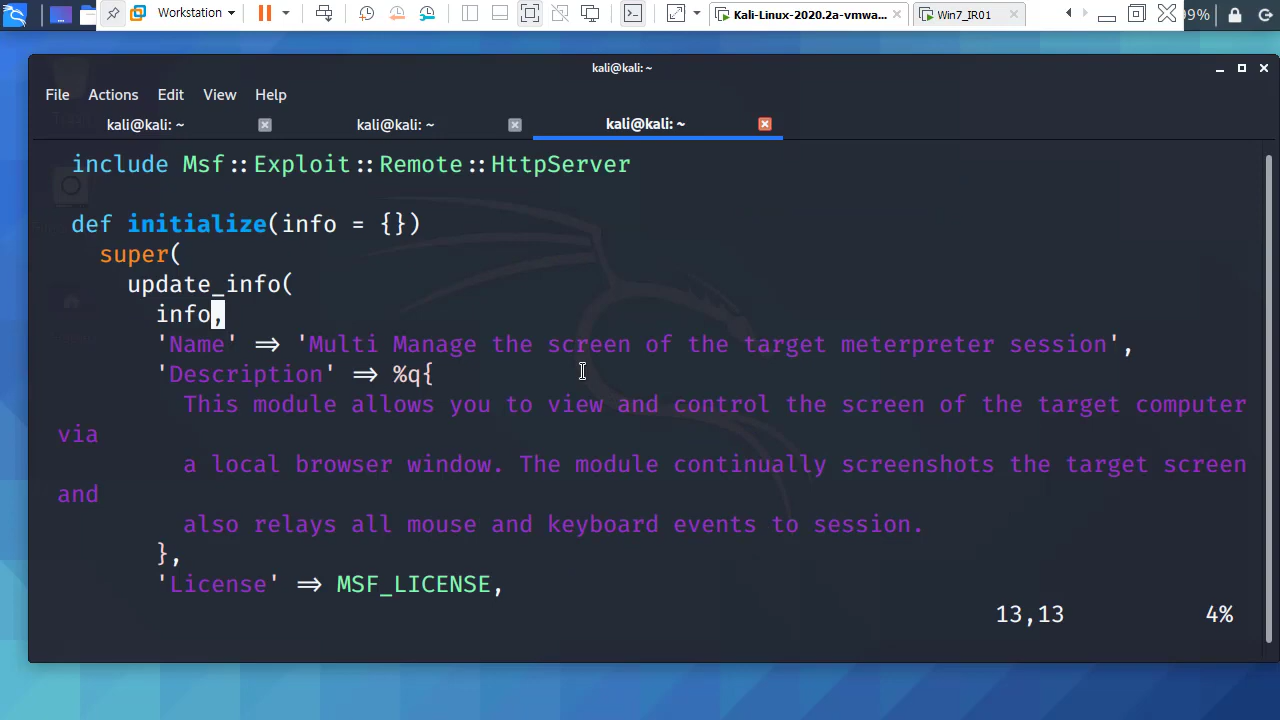 Workstation
Kali-Linux-2020.2a-vmwa...
Win7_IR01
99%
kali@kali: ~
File Actions Edit View Help
kali@kali: ~
kali@kali: ~
kali@kali: ~
include Msf::Exploit::Remote::HttpServer
def initialize(info = {})
super(
update_info(
info,
'Name' => 'Multi Manage the screen of the target meterpreter session',
'Description' => %q{
This module allows you to view and control the screen of the target computer
via
a local browser window. The module continually screenshots the target screen
and
also relays all mouse and keyboard events to session.
},
'License' => MSF_LICENSE,
13,13 4%